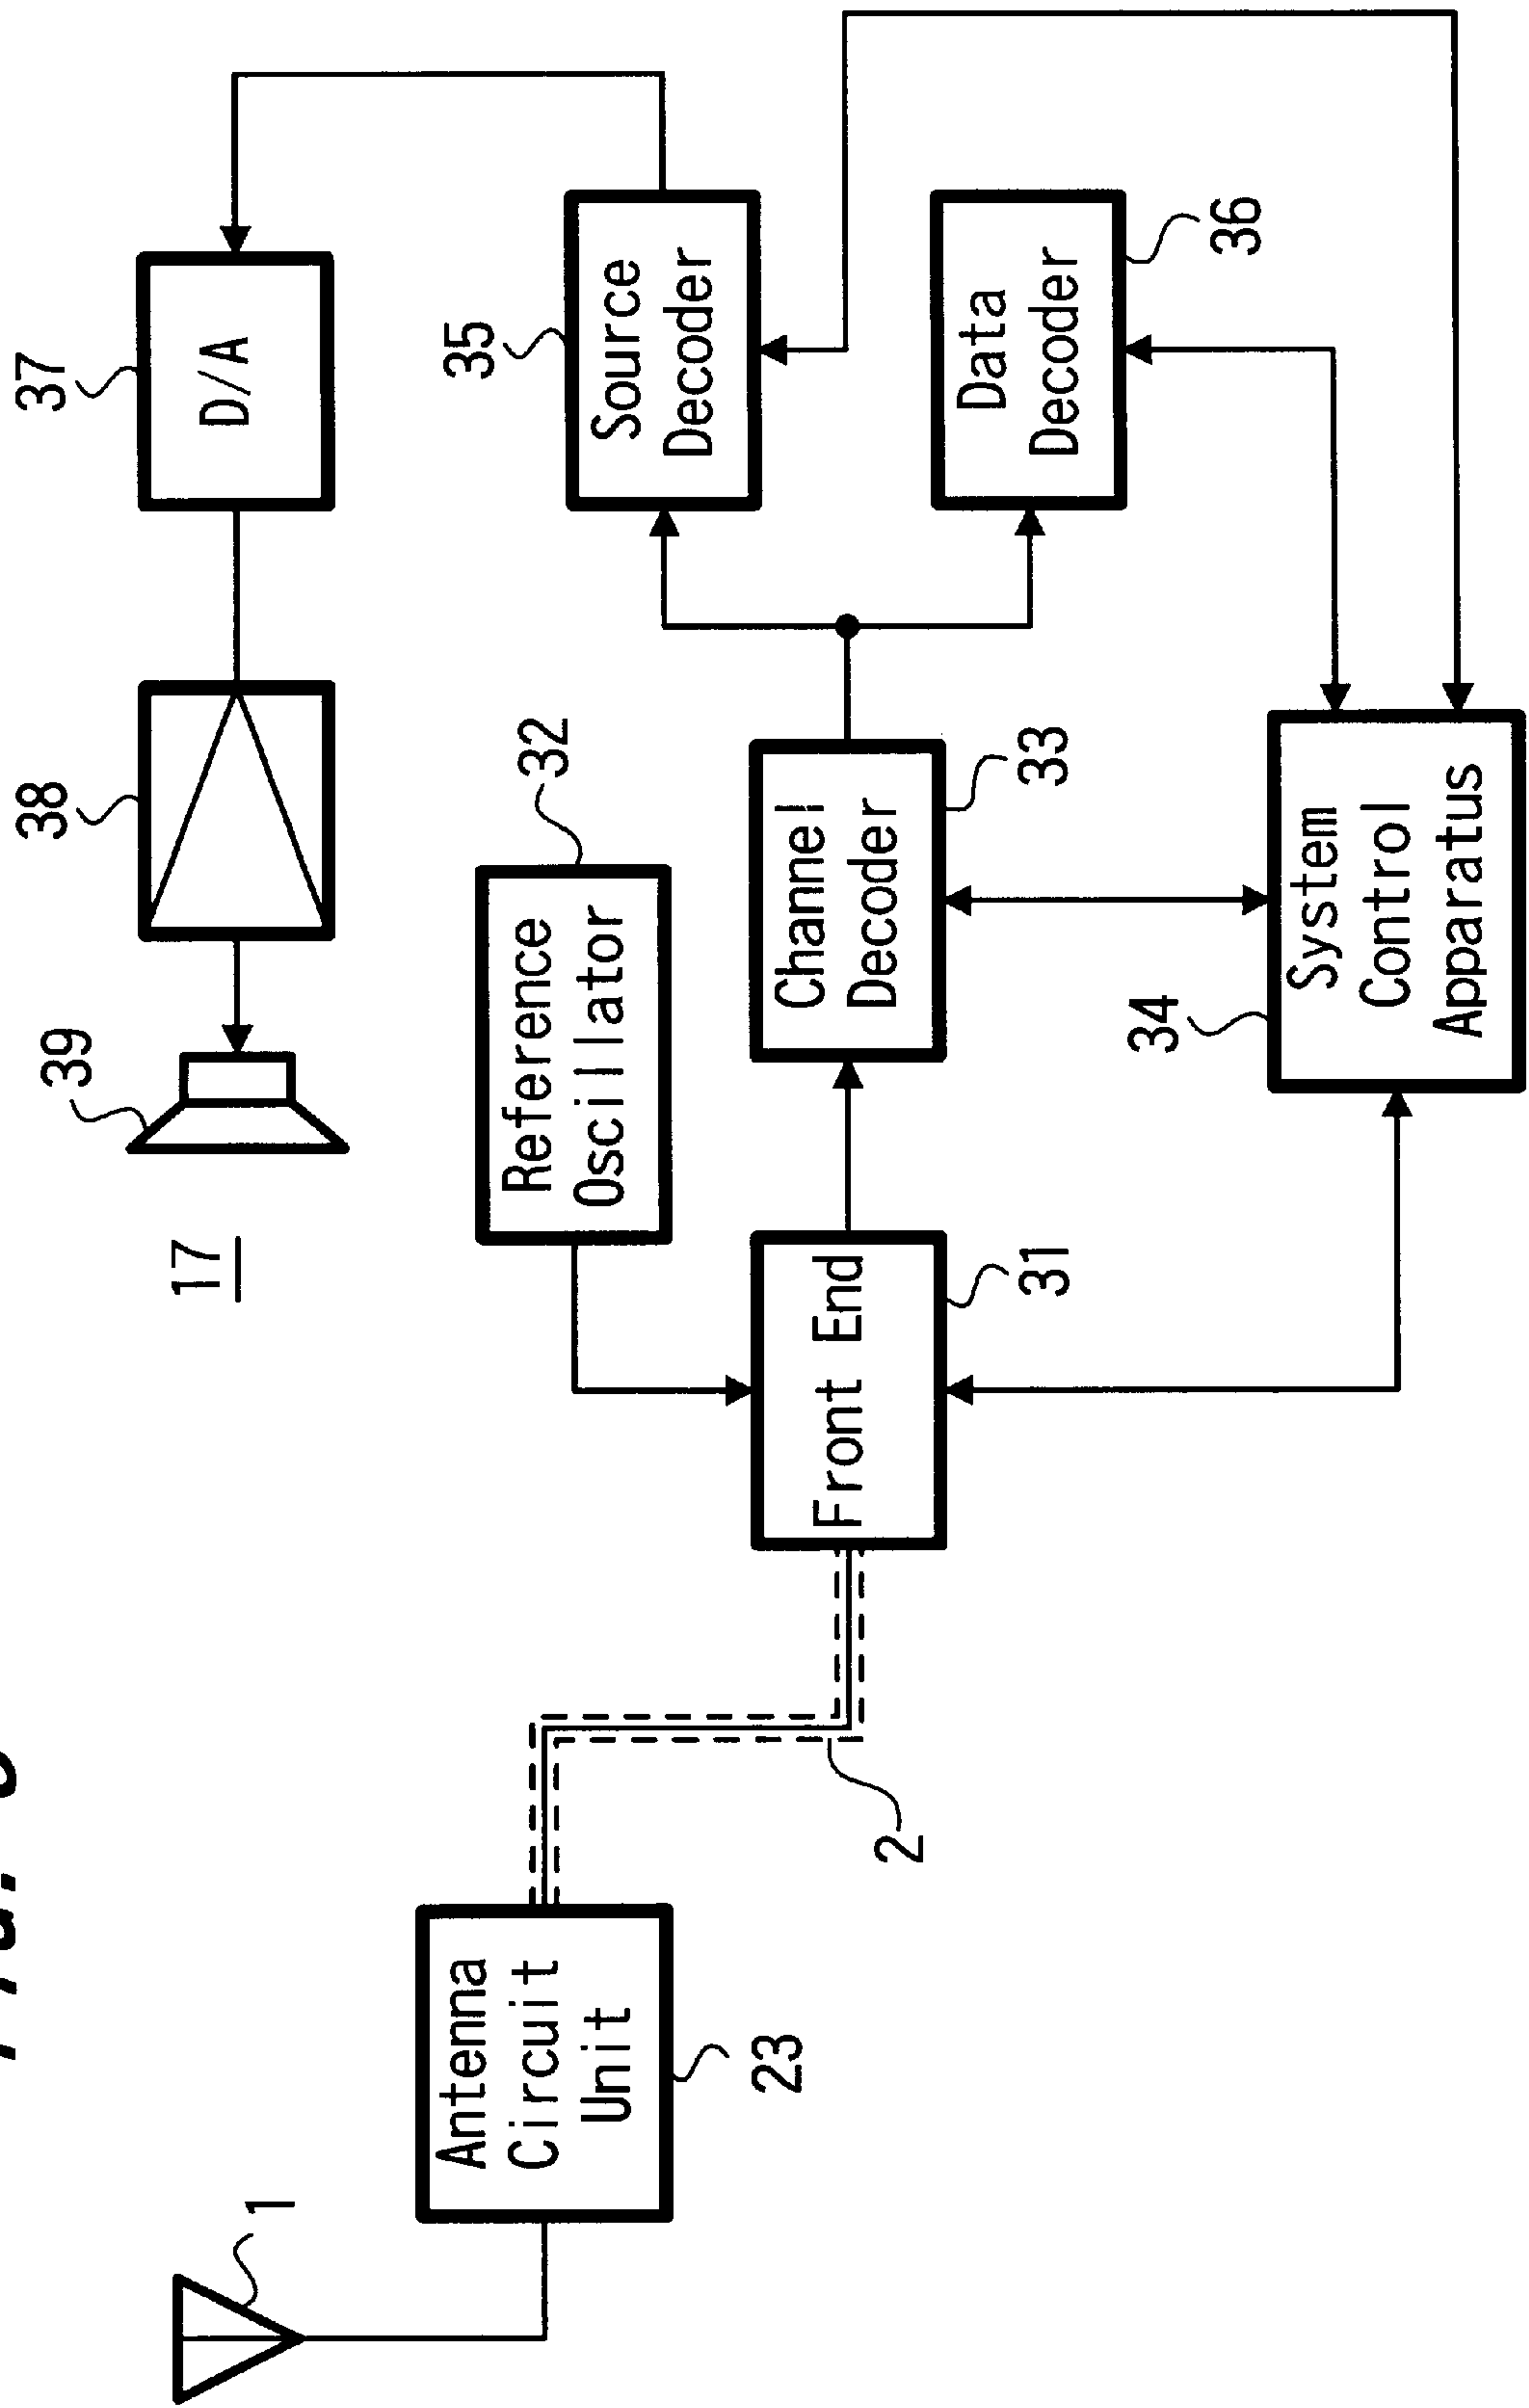 37
D/A
38
39
17
35
Source
Decoder
32
Reference
Oscillator
36
Data
Decoder
33
Channel
Decoder
31
Front End
34
System
Control
Apparatus
2
1
Antenna
Circuit
Unit
23